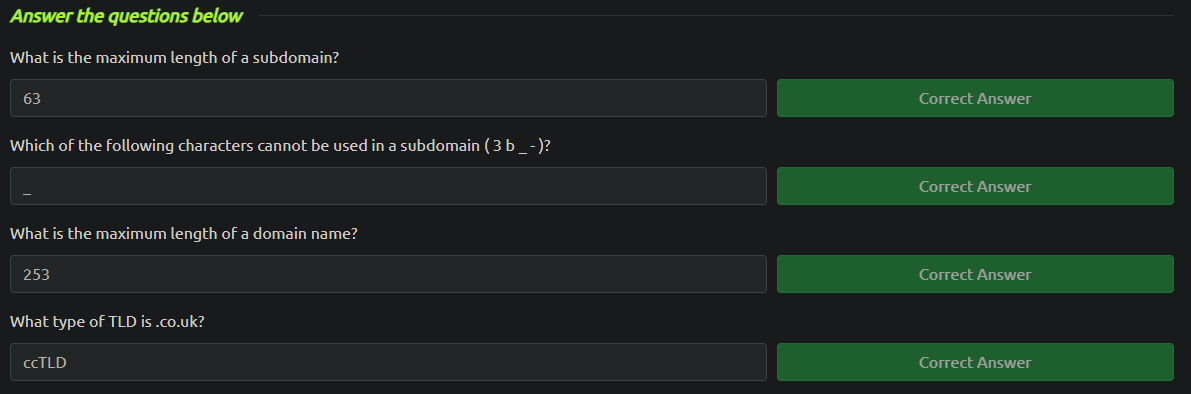 Answer the questions below
What is the maximum length of a subdomain?
63 Correct Answer
Which of the following characters cannot be used in a subdomain ( 3 b _ - )?
_ Correct Answer
What is the maximum length of a domain name?
253 Correct Answer
What type of TLD is .co.uk?
ccTLD Correct Answer